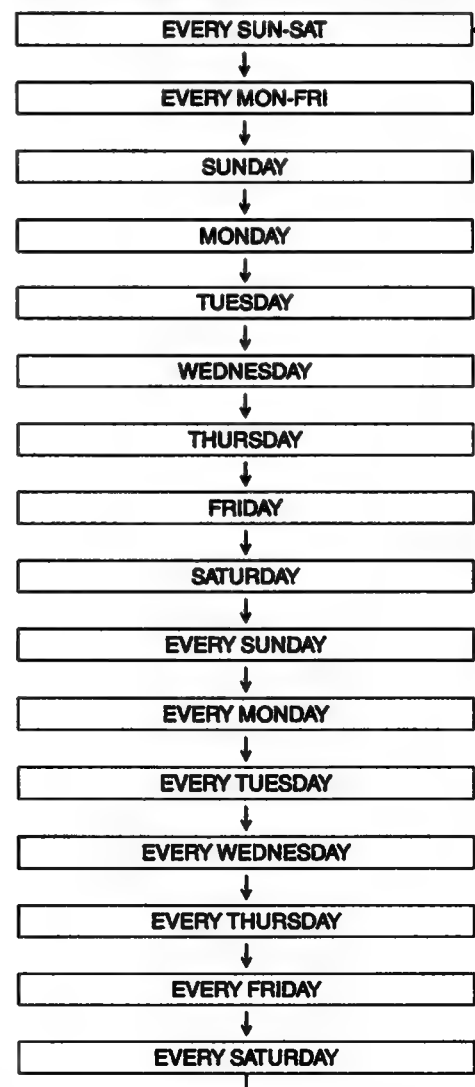 EVERY SUN-SAT
EVERY MON-FRI
SUNDAY
MONDAY
TUESDAY
WEDNESDAY
THURSDAY
FRIDAY
SATURDAY
EVERY SUNDAY
EVERY MONDAY
EVERY TUESDAY
EVERY WEDNESDAY
EVERY THURSDAY
EVERY FRIDAY
EVERY SATURDAY